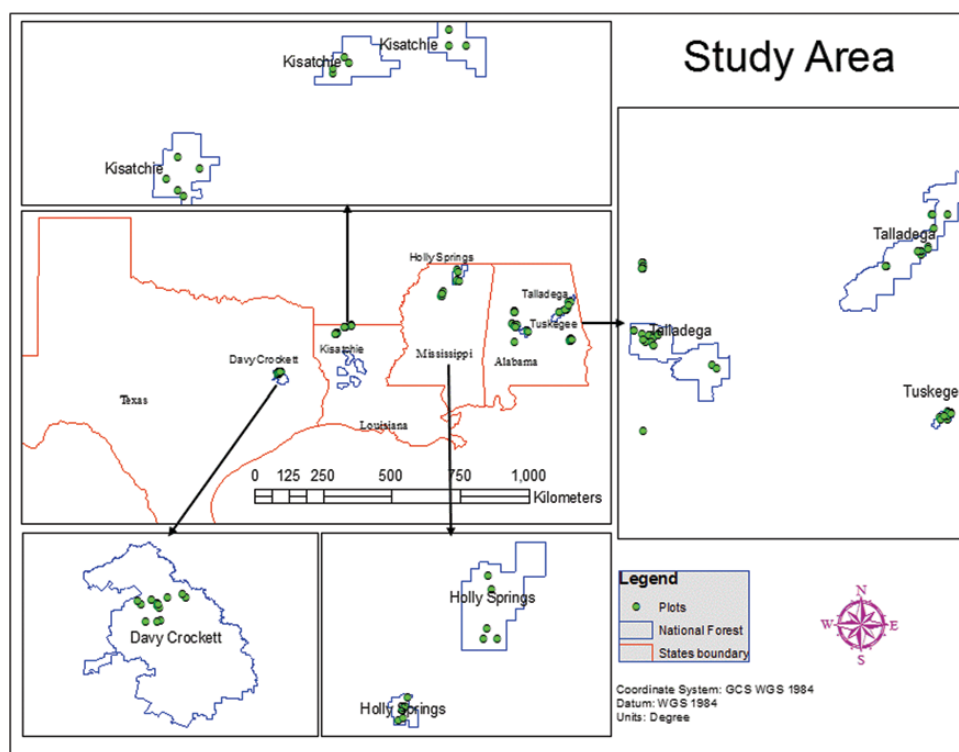 Study Area
Kisatchie
Kisatchie
Kisatchie
Talladega
Talladega
Tuskege
Holly Springs
Talladega
Tuskegee
Kisatchie
Davy Crockett
Mississippi
Alabama
Texas
Louisiana
0 125 250 500 750 1,000
Kilometers
Davy Crockett
Holly Springs
Holly Springs
Legend
Plots
National Forest
States boundary
N
W E
S
Coordinate System: GCS WGS 1984
Datum: WGS 1984
Units: Degree